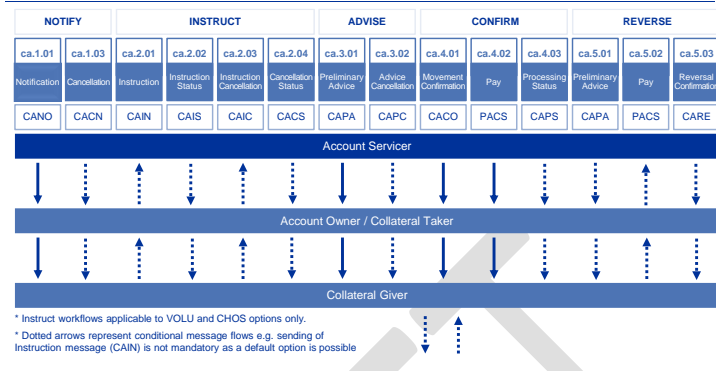 NOTIFY INSTRUCT ADVISE CONFIRM REVERSE
ca.1.01 ca.1.03 ca.2.01 ca.2.02 ca.2.03 ca.2.04 ca.3.01 ca.3.02 ca.4.01 ca.4.02 ca.4.03 ca.5.01 ca.5.02 ca.5.03
Notification Cancellation Instruction Instruction Status Instruction Cancellation Cancellation Status Preliminary Advice Advice Cancellation Movement Confirmation Pay Processing Status Preliminary Advice Pay Reversal Confirmation
CANO CACN CAIN CAIS CAIC CACS CAPA CAPC CACO PACS CAPS CAPA PACS CARE
Account Servicer
Account Owner / Collateral Taker
Collateral Giver
* Instruct workflows applicable to VOLU and CHOS options only.
* Dotted arrows represent conditional message flows e.g. sending of
Instruction message (CAIN) is not mandatory as a default option is possible